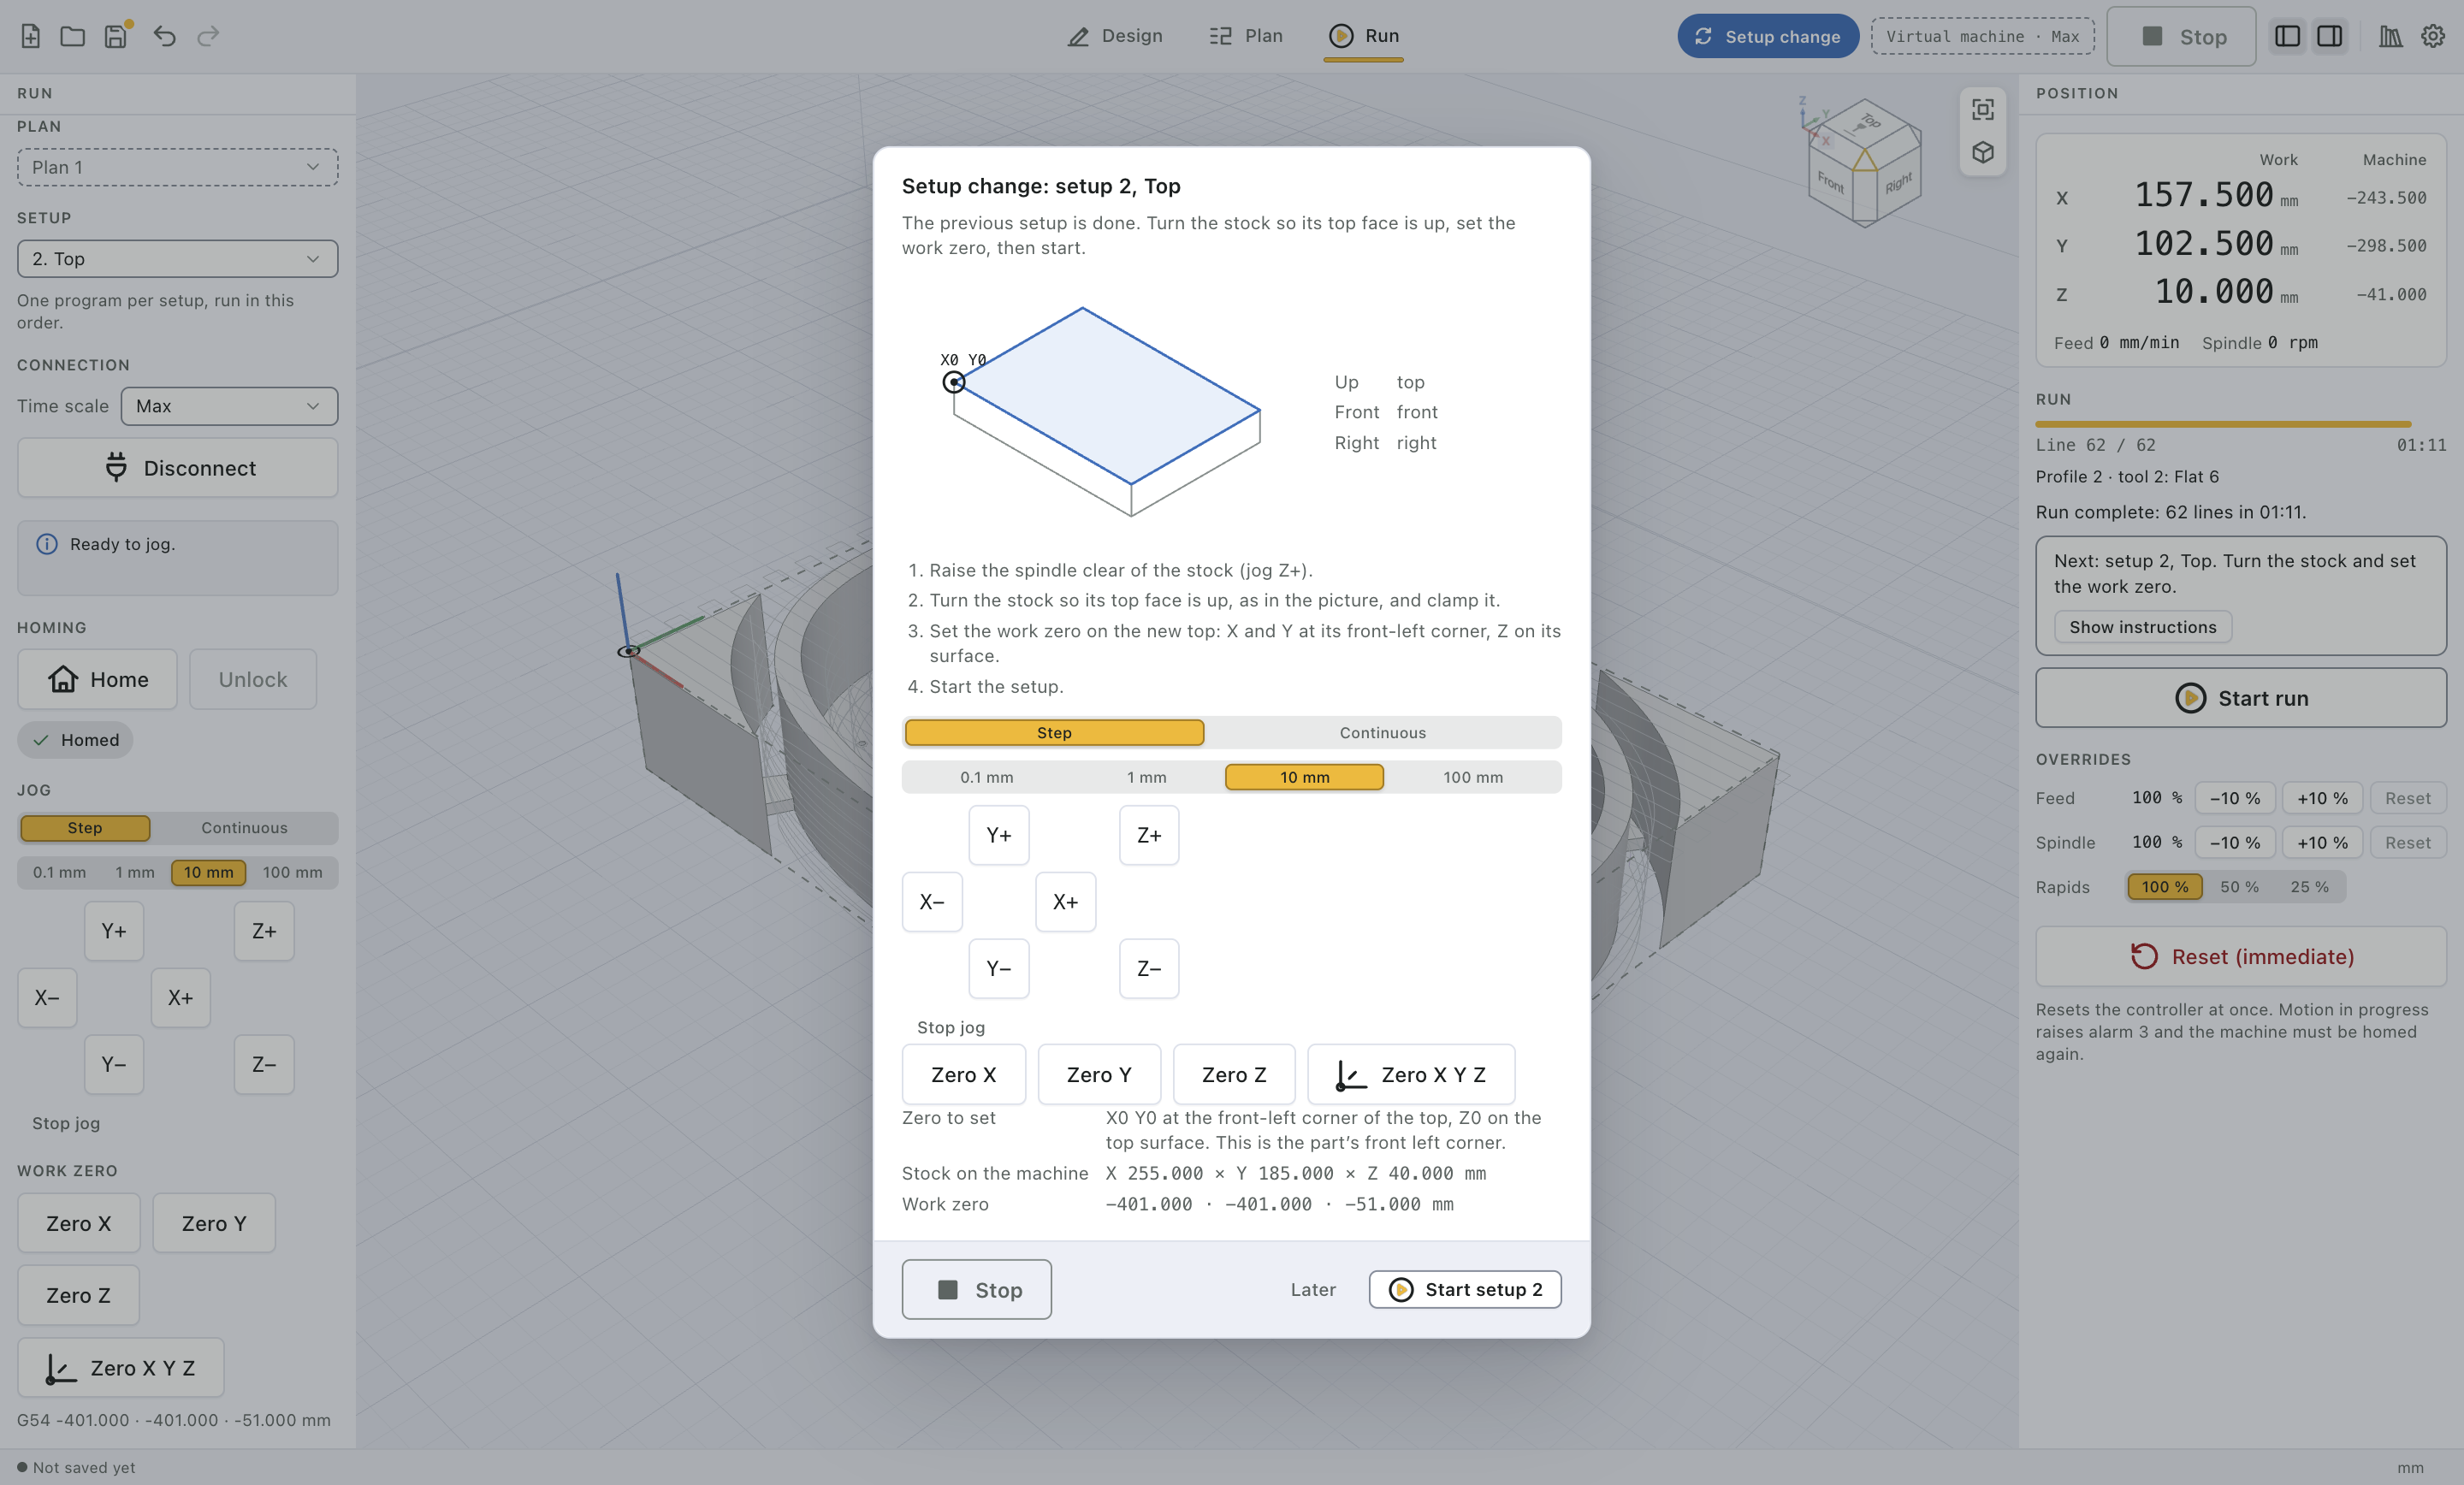 Design
Plan
Run
Setup change
Virtual machine · Max
Stop
RUN
PLAN
Plan 1
SETUP
2. Top
One program per setup, run in this
order.
CONNECTION
Time scale
Max
Disconnect
Ready to jog.
HOMING
Home
Unlock
Homed
JOG
Step
Continuous
0.1 mm
1 mm
10 mm
100 mm
Y+
Z+
X−
X+
Y−
Z−
Stop jog
WORK ZERO
Zero X
Zero Y
Zero Z
Zero X Y Z
G54 -401.000 · -401.000 · -51.000 mm
Z
Y
X
Top
Front
Right
Setup change: setup 2, Top
The previous setup is done. Turn the stock so its top face is up, set the
work zero, then start.
X0 Y0
Up top
Front front
Right right
1. Raise the spindle clear of the stock (jog Z+).
2. Turn the stock so its top face is up, as in the picture, and clamp it.
3. Set the work zero on the new top: X and Y at its front-left corner, Z on its
surface.
4. Start the setup.
Step
Continuous
0.1 mm
1 mm
10 mm
100 mm
Y+
Z+
X−
X+
Y−
Z−
Stop jog
Zero X
Zero Y
Zero Z
Zero X Y Z
Zero to set X0 Y0 at the front-left corner of the top, Z0 on the
top surface. This is the part’s front left corner.
Stock on the machine X 255.000 × Y 185.000 × Z 40.000 mm
Work zero −401.000 · −401.000 · −51.000 mm
Stop
Later
Start setup 2
POSITION
Work Machine
X 157.500 mm −243.500
Y 102.500 mm −298.500
Z 10.000 mm −41.000
Feed 0 mm/min Spindle 0 rpm
RUN
Line 62 / 62 01:11
Profile 2 · tool 2: Flat 6
Run complete: 62 lines in 01:11.
Next: setup 2, Top. Turn the stock and set
the work zero.
Show instructions
Start run
OVERRIDES
Feed 100 % −10 % +10 % Reset
Spindle 100 % −10 % +10 % Reset
Rapids 100 % 50 % 25 %
Reset (immediate)
Resets the controller at once. Motion in progress
raises alarm 3 and the machine must be homed
again.
Not saved yet
mm